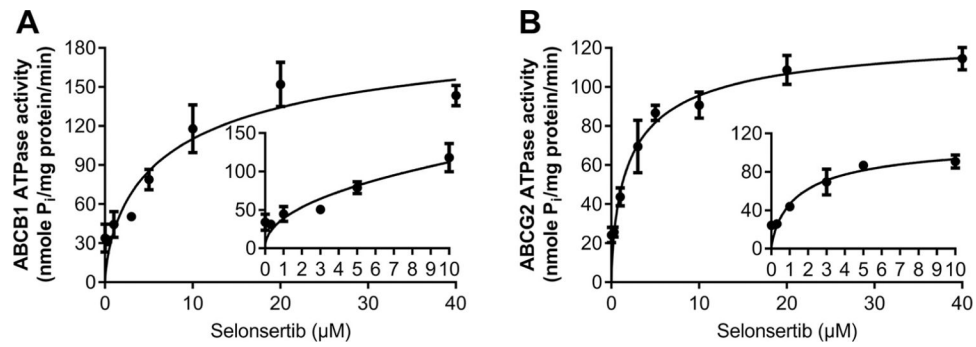 A
ABCB1 ATPase activity
(nmole Pi/mg protein/min)
180
150
120
90
60
30
0
0 10 20 30 40
Selonsertib (μM)
150
100
50
0
0 1 2 3 4 5 6 7 8 9 10
B
ABCG2 ATPase activity
(nmole Pi/mg protein/min)
140
120
100
80
60
40
20
0
0 10 20 30 40
Selonsertib (μM)
120
80
40
0
0 1 2 3 4 5 6 7 8 9 10